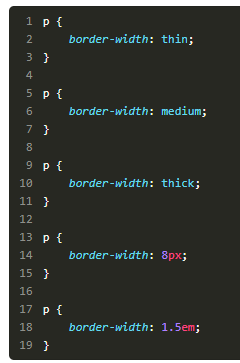 1 p {
2     border-width: thin;
3 }
4
5 p {
6     border-width: medium;
7 }
8
9 p {
10     border-width: thick;
11 }
12
13 p {
14     border-width: 8px;
15 }
16
17 p {
18     border-width: 1.5em;
19 }